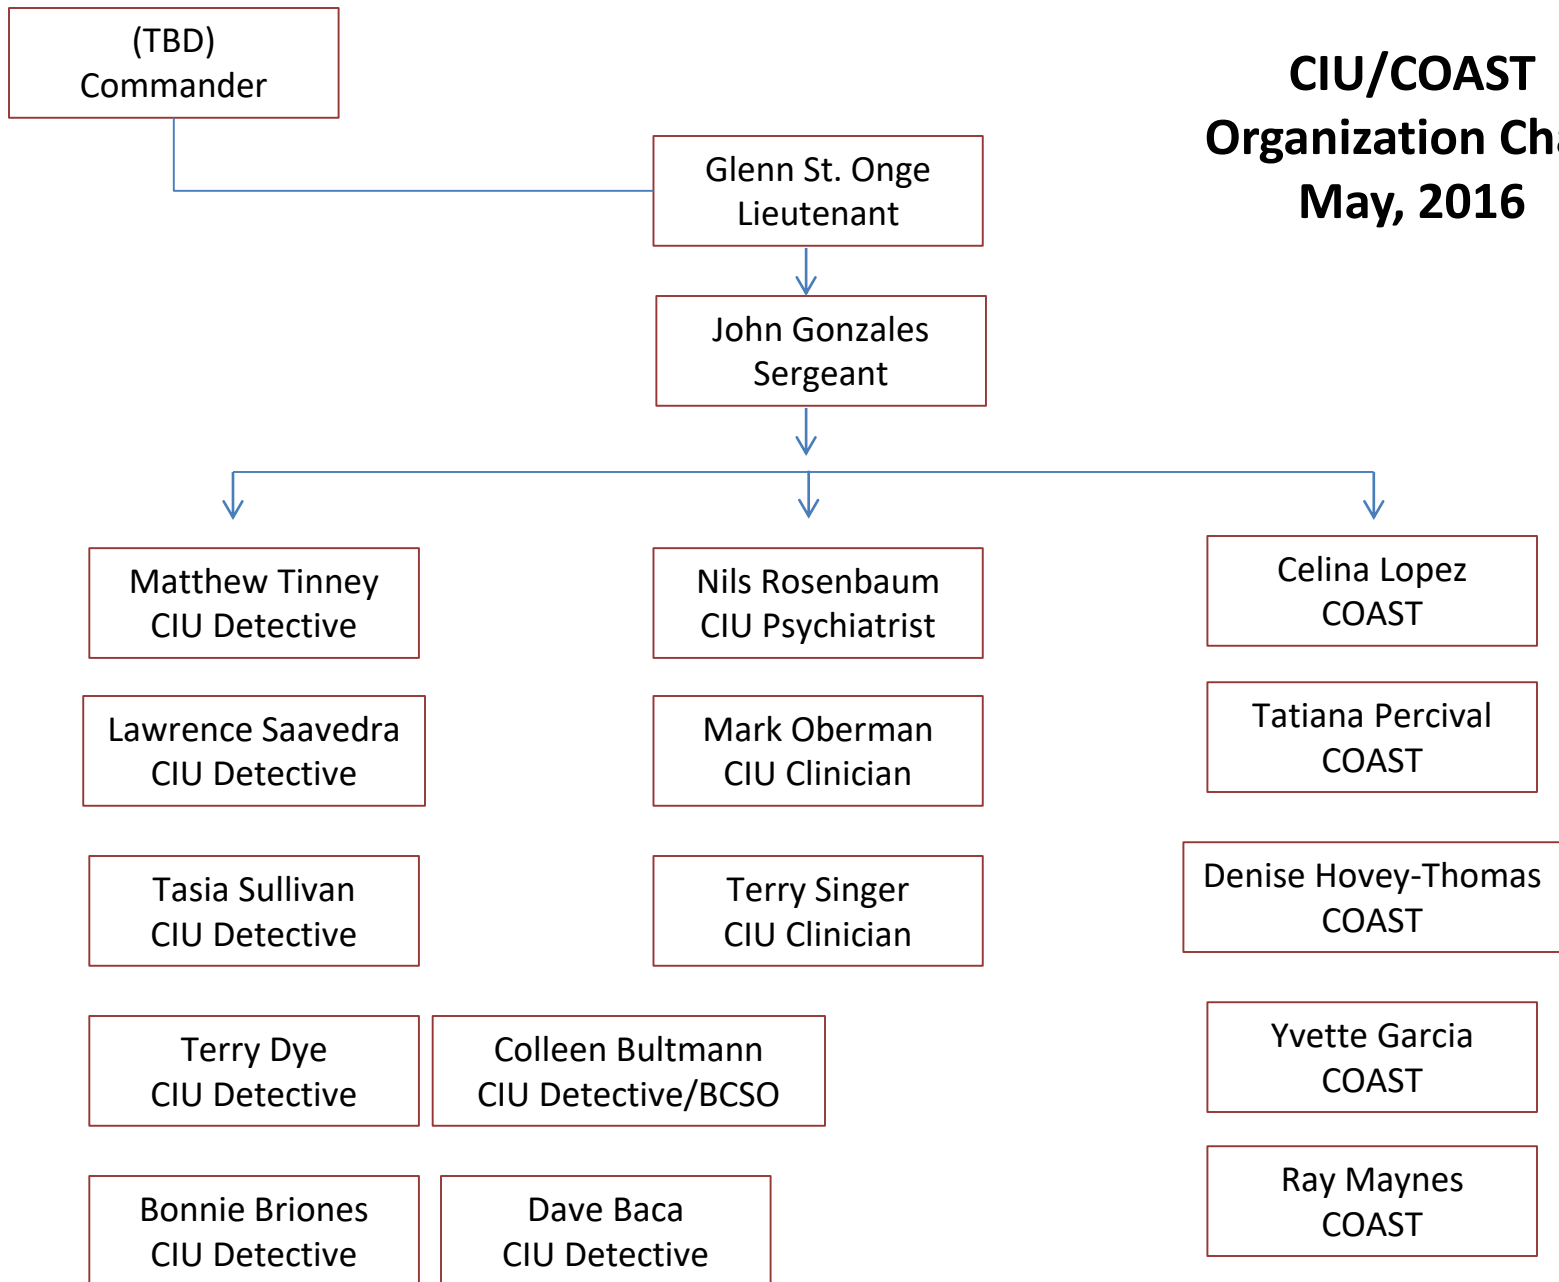 (TBD)
Commander
CIU/COAST
Organization Cha
May, 2016
Glenn St. Onge
Lieutenant
John Gonzales
Sergeant
Matthew Tinney
CIU Detective
Nils Rosenbaum
CIU Psychiatrist
Celina Lopez
COAST
Lawrence Saavedra
CIU Detective
Mark Oberman
CIU Clinician
Tatiana Percival
COAST
Tasia Sullivan
CIU Detective
Terry Singer
CIU Clinician
Denise Hovey-Thomas
COAST
Terry Dye
CIU Detective
Colleen Bultmann
CIU Detective/BCSO
Yvette Garcia
COAST
Bonnie Briones
CIU Detective
Dave Baca
CIU Detective
Ray Maynes
COAST